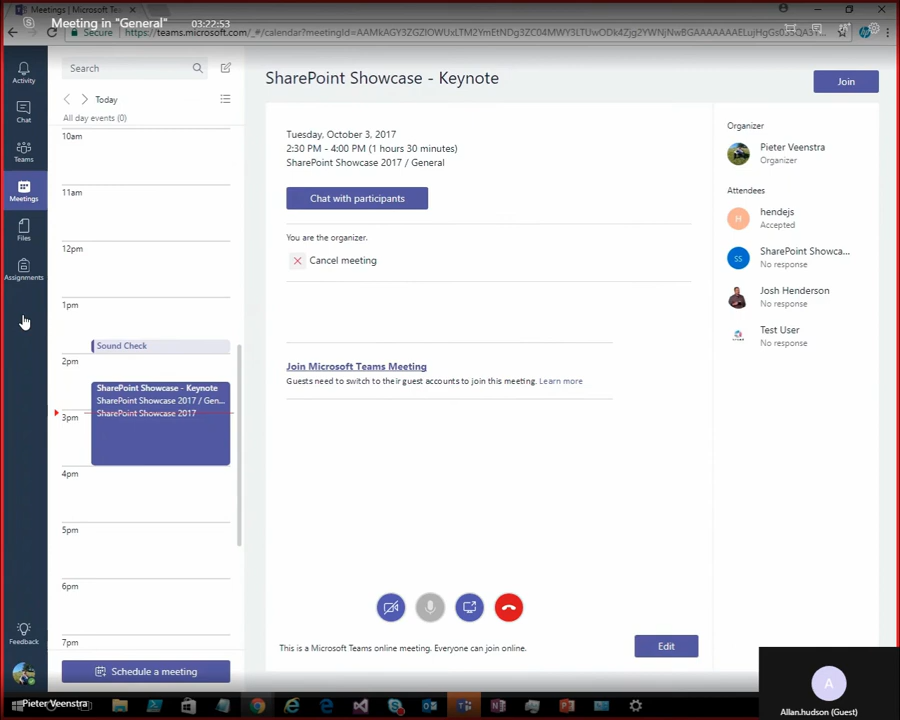 Meetings | Microsoft Tea
Meeting in "General"
03:22:53
Secure
https://teams.microsoft.com/_#/calendar?meetingId=
Activity
Chat
Teams
Meetings
Files
Assignments
Feedback
Search
Today
All day events (0)
10am
11am
12pm
1pm
Sound Check
2pm
SharePoint Showcase - Keynote
SharePoint Showcase 2017 / Gen...
SharePoint Showcase 2017
3pm
4pm
5pm
6pm
7pm
Schedule a meeting
SharePoint Showcase - Keynote
Join
Tuesday, October 3, 2017
2:30 PM - 4:00 PM (1 hours 30 minutes)
SharePoint Showcase 2017 / General
Chat with participants
You are the organizer.
Cancel meeting
Join Microsoft Teams Meeting
Guests need to switch to their guest accounts to join this meeting. Learn more
This is a Microsoft Teams online meeting. Everyone can join online.
Edit
Organizer
Pieter Veenstra
Organizer
Attendees
H
hendejs
Accepted
SS
SharePoint Showca...
No response
Josh Henderson
No response
Test User
No response
A
Allan.hudson (Guest)
Pieter Veenstra